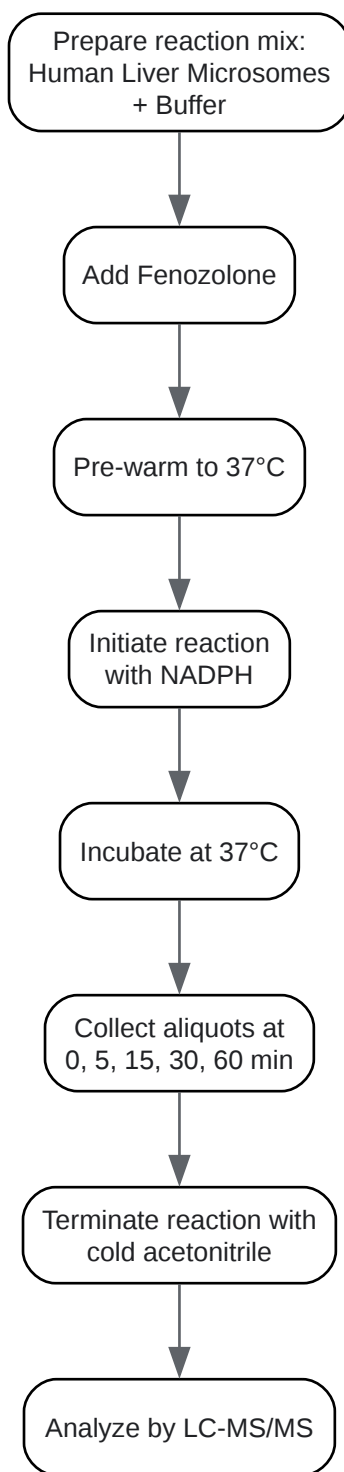 Prepare reaction mix:
Human Liver Microsomes
+ Buffer
Add Fenozolone
Pre-warm to 37°C
Initiate reaction
with NADPH
Incubate at 37°C
Collect aliquots at
0, 5, 15, 30, 60 min
Terminate reaction with
cold acetonitrile
Analyze by LC-MS/MS